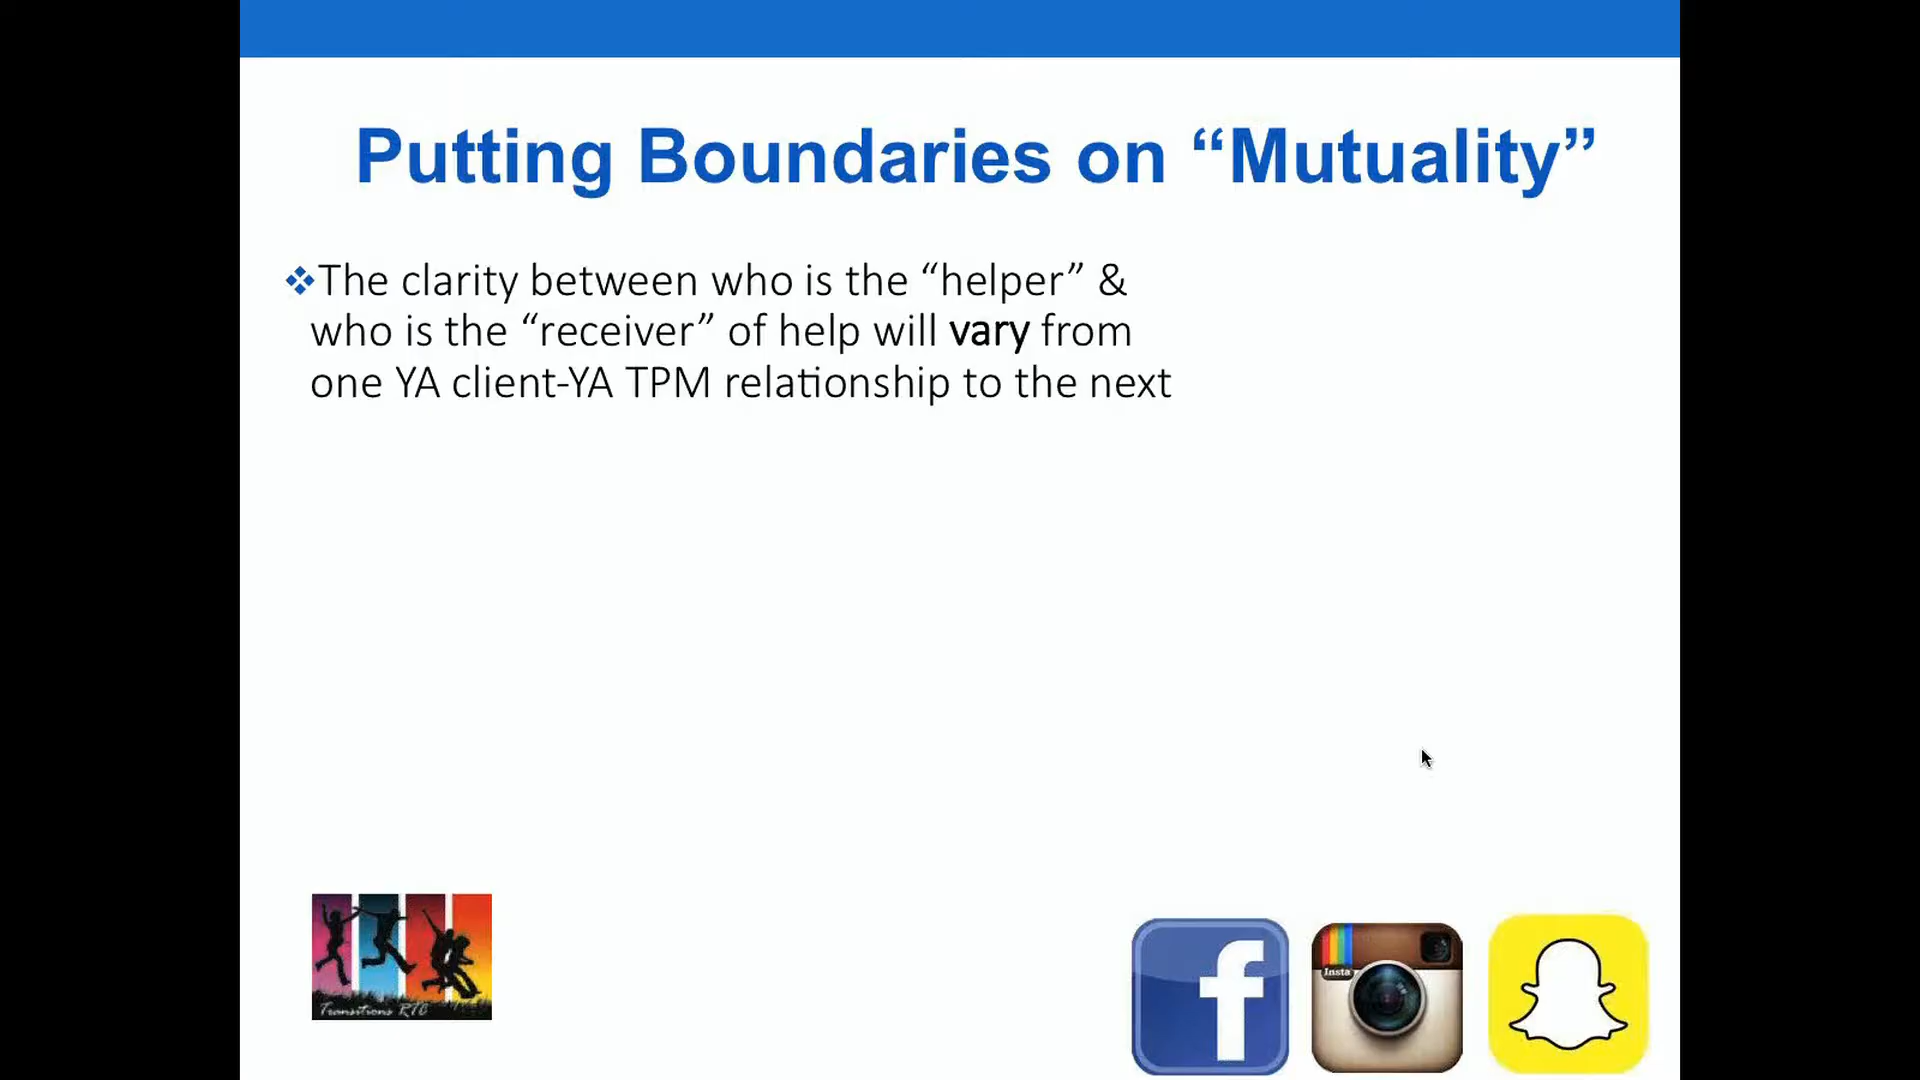 Putting Boundaries on “Mutuality”
❖The clarity between who is the “helper” &
who is the “receiver” of help will vary from
one YA client-YA TPM relationship to the next
Transitions RTC
f
Insta